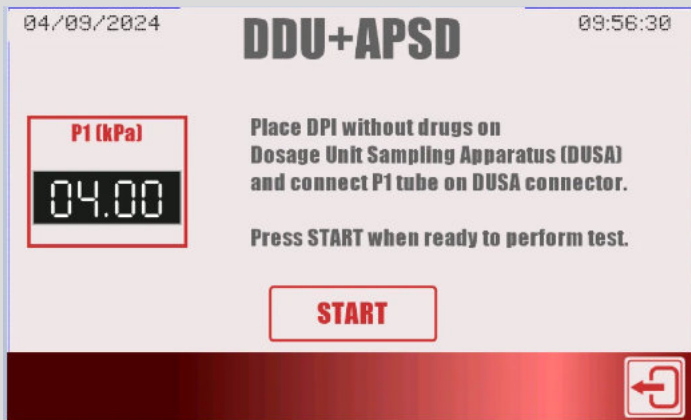 04/09/2024
DDU+APSD
09:56:30
P1 (kPa)
04.00
Place DPI without drugs on
Dosage Unit Sampling Apparatus (DUSA)
and connect P1 tube on DUSA connector.
Press START when ready to perform test.
START